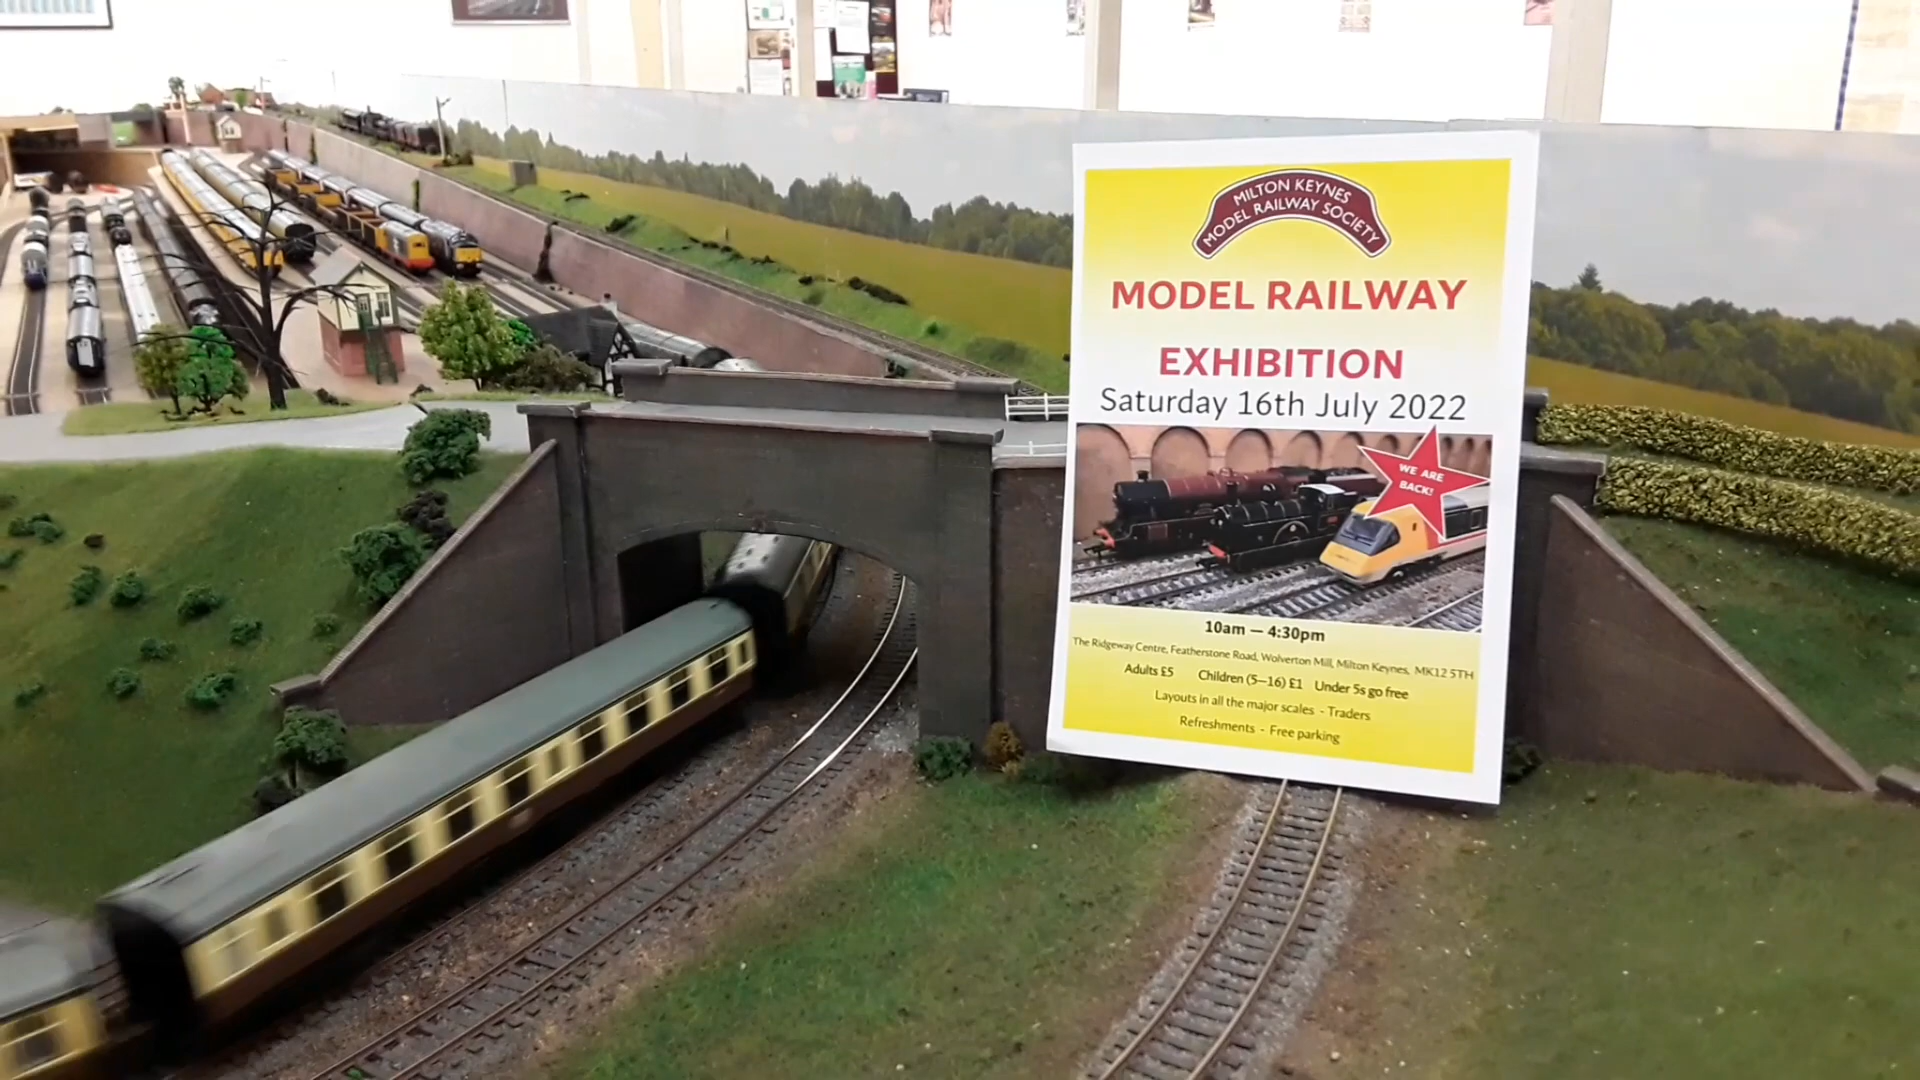 MILTON KEYNES
MODEL RAILWAY SOCIETY
MODEL RAILWAY
EXHIBITION
Saturday 16th July 2022
WE ARE
BACK!
10am — 4:30pm
The Ridgeway Centre, Featherstone Road, Wolverton Mill, Milton Keynes, MK12 5TH
Adults £5 Children (5—16) £1 Under 5s go free
Layouts in all the major scales - Traders
Refreshments - Free parking